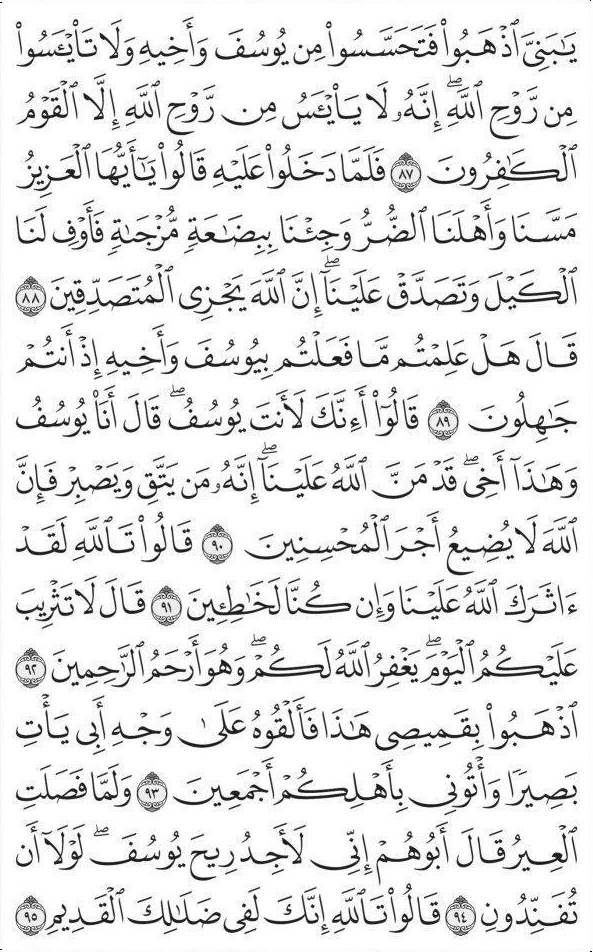 يَـٰبَنِىَّ ٱذْهَبُوا۟ فَتَحَسَّسُوا۟ مِن يُوسُفَ وَأَخِيهِ وَلَا تَا۟يْـَٔسُوا۟
مِن رَّوْحِ ٱللَّهِ ۖ إِنَّهُۥ لَا يَا۟يْـَٔسُ مِن رَّوْحِ ٱللَّهِ إِلَّا ٱلْقَوْمُ
ٱلْكَـٰفِرُونَ ٨٧ فَلَمَّا دَخَلُوا۟ عَلَيْهِ قَالُوا۟ يَـٰٓأَيُّهَا ٱلْعَزِيزُ
مَسَّنَا وَأَهْلَنَا ٱلضُّرُّ وَجِئْنَا بِبِضَـٰعَةٍ مُّزْجَىٰةٍ فَأَوْفِ لَنَا
ٱلْكَيْلَ وَتَصَدَّقْ عَلَيْنَآ ۖ إِنَّ ٱللَّهَ يَجْزِى ٱلْمُتَصَدِّقِينَ ٨٨
قَالَ هَلْ عَلِمْتُم مَّا فَعَلْتُم بِيُوسُفَ وَأَخِيهِ إِذْ أَنتُمْ
جَـٰهِلُونَ ٨٩ قَالُوٓا۟ أَءِنَّكَ لَأَنتَ يُوسُفُ ۖ قَالَ أَنَا۠ يُوسُفُ
وَهَـٰذَآ أَخِى ۖ قَدْ مَنَّ ٱللَّهُ عَلَيْنَآ ۖ إِنَّهُۥ مَن يَتَّقِ وَيَصْبِرْ فَإِنَّ
ٱللَّهَ لَا يُضِيعُ أَجْرَ ٱلْمُحْسِنِينَ ٩٠ قَالُوا۟ تَٱللَّهِ لَقَدْ
ءَاثَرَكَ ٱللَّهُ عَلَيْنَا وَإِن كُنَّا لَخَـٰطِـِٔينَ ٩١ قَالَ لَا تَثْرِيبَ
عَلَيْكُمُ ٱلْيَوْمَ ۖ يَغْفِرُ ٱللَّهُ لَكُمْ ۖ وَهُوَ أَرْحَمُ ٱلرَّٰحِمِينَ ٩٢
ٱذْهَبُوا۟ بِقَمِيصِى هَـٰذَا فَأَلْقُوهُ عَلَىٰ وَجْهِ أَبِى يَأْتِ
بَصِيرًا وَأْتُونِى بِأَهْلِكُمْ أَجْمَعِينَ ٩٣ وَلَمَّا فَصَلَتِ
ٱلْعِيرُ قَالَ أَبُوهُمْ إِنِّى لَأَجِدُ رِيحَ يُوسُفَ ۖ لَوْلَآ أَن
تُفَنِّدُونِ ٩٤ قَالُوا۟ تَٱللَّهِ إِنَّكَ لَفِى ضَلَـٰلِكَ ٱلْقَدِيمِ ٩٥